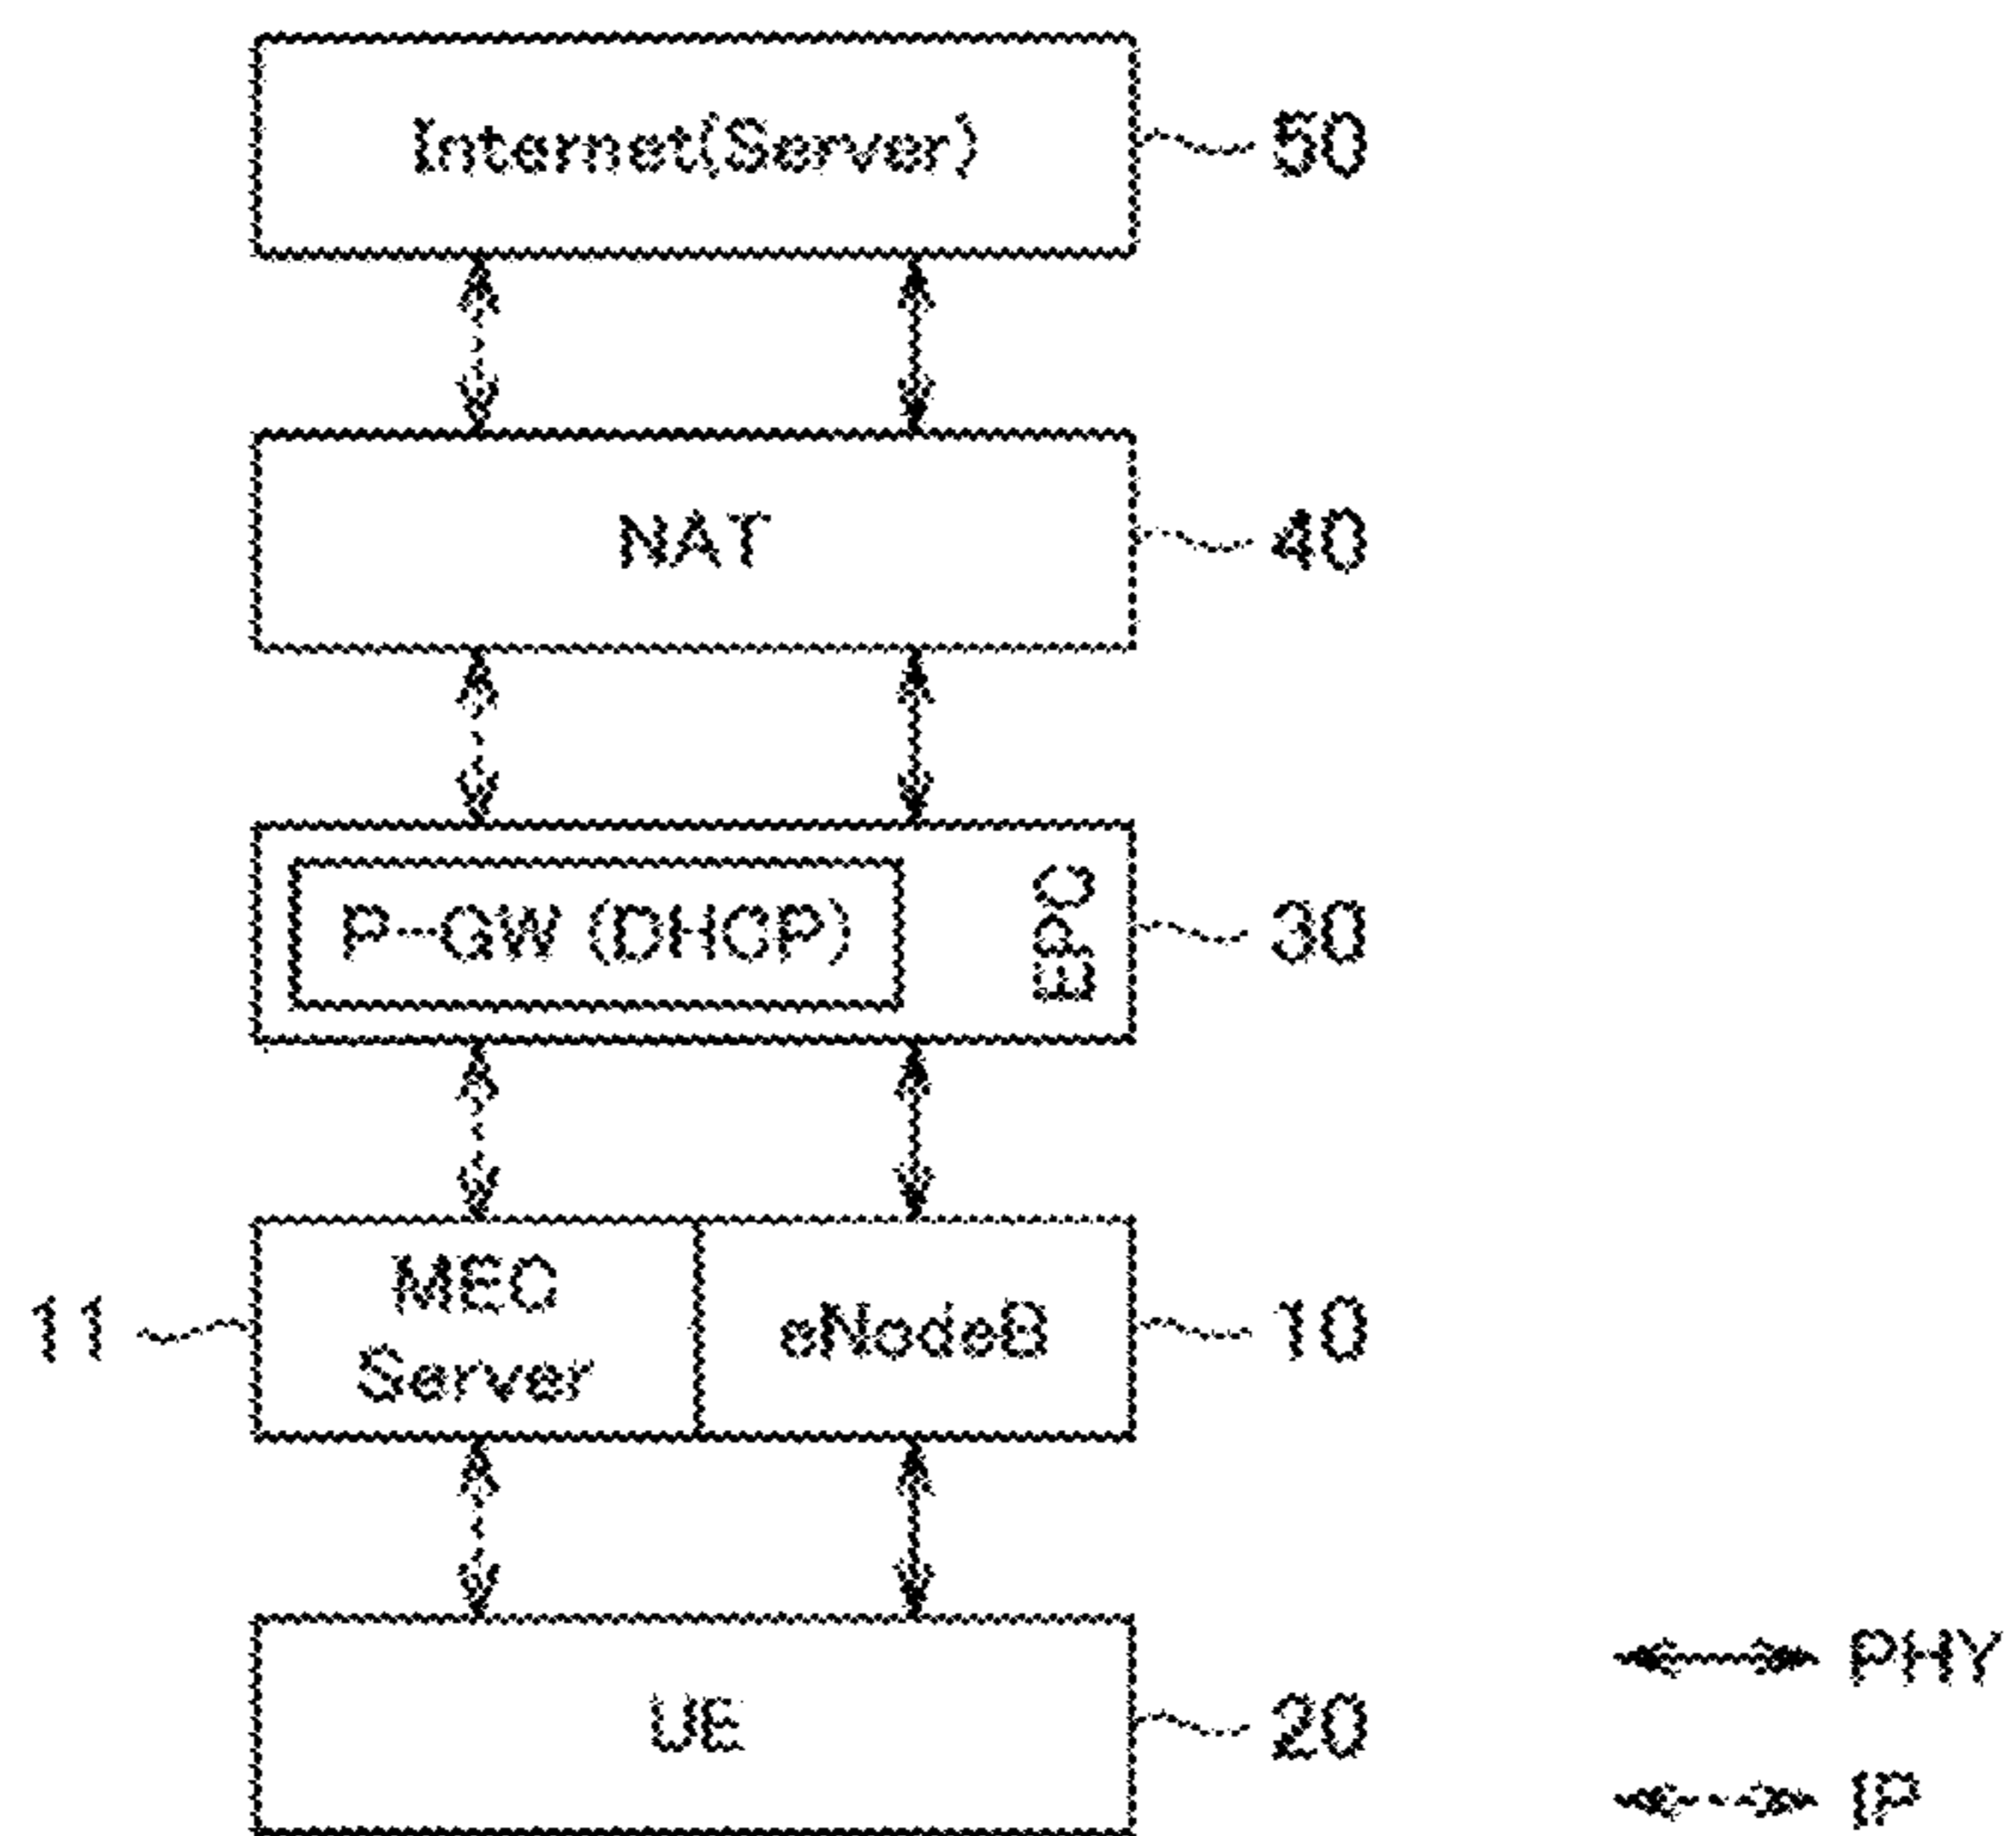 Internet(Server)
50
NAT
40
P-GW (DHCP)
EPC
30
11
MEC
Server
eNodeB
10
UE
20
PHY
IP